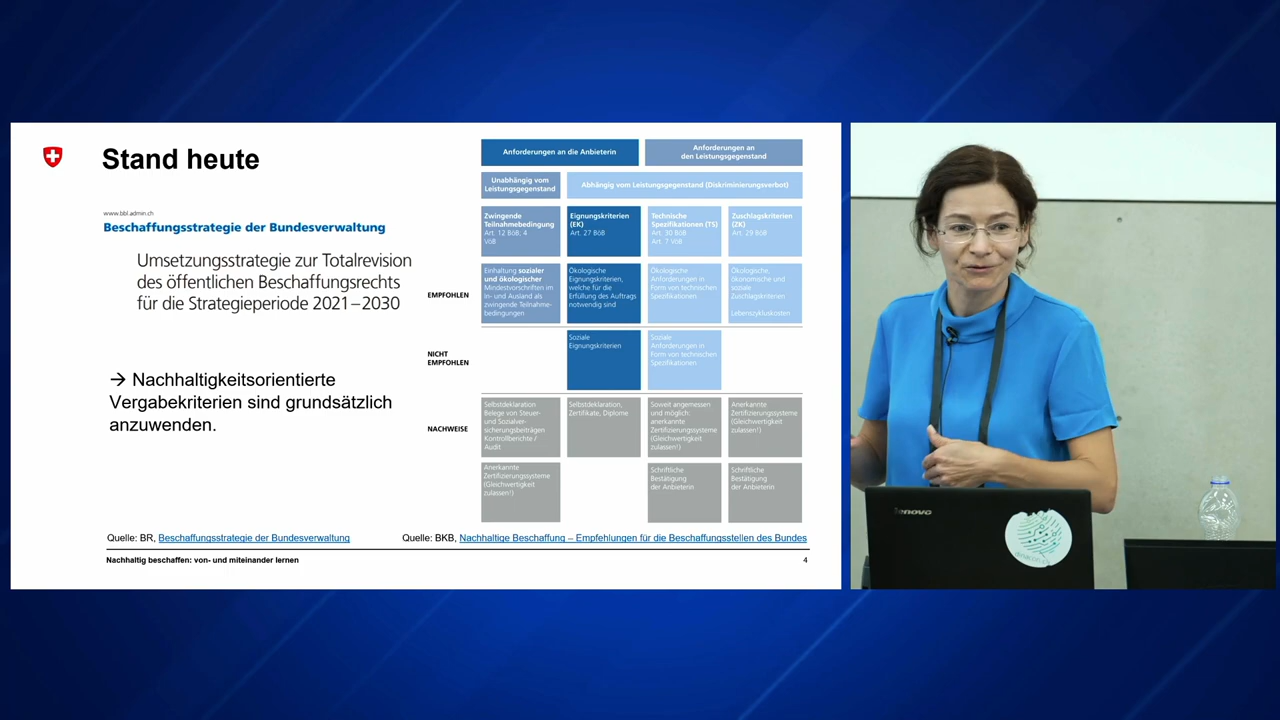 Stand heute
www.bbl.admin.ch
Beschaffungsstrategie der Bundesverwaltung
Umsetzungsstrategie zur Totalrevision
des öffentlichen Beschaffungsrechts
für die Strategieperiode 2021–2030
→ Nachhaltigkeitsorientierte
Vergabekriterien sind grundsätzlich
anzuwenden.
Anforderungen an die Anbieterin
Anforderungen an
den Leistungsgegenstand
Unabhängig vom
Leistungsgegenstand
Abhängig vom Leistungsgegenstand (Diskriminierungsverbot)
Zwingende
Teilnahmebedingung
Art. 12 BöB; 4
VöB
Eignungskriterien
(EK)
Art. 27 BöB
Technische
Spezifikationen (TS)
Art. 30 BöB
Art. 7 VöB
Zuschlagskriterien
(ZK)
Art. 29 BöB
EMPFOHLEN
Einhaltung sozialer
und ökologischer
Mindestvorschriften im
In- und Ausland als
zwingende Teilnahme-
bedingungen
Ökologische
Eignungskriterien,
welche für die
Erfüllung des Auftrags
notwendig sind
Ökologische
Anforderungen in
Form von technischen
Spezifikationen
Ökologische,
ökonomische und
soziale
Zuschlagskriterien
Lebenszykluskosten
NICHT
EMPFOHLEN
Soziale
Eignungskriterien
Soziale
Anforderungen in
Form von technischen
Spezifikationen
NACHWEISE
Selbstdeklaration
Belege von Steuer-
und Sozialver-
sicherungsbeiträgen
Kontrollberichte /
Audit
Selbstdeklaration,
Zertifikate, Diplome
Soweit angemessen
und möglich:
anerkannte
Zertifizierungssysteme
(Gleichwertigkeit
zulassen!)
Anerkannte
Zertifizierungssysteme
(Gleichwertigkeit
zulassen!)
Anerkannte
Zertifizierungssysteme
(Gleichwertigkeit
zulassen!)
Schriftliche
Bestätigung
der Anbieterin
Schriftliche
Bestätigung
der Anbieterin
Quelle: BR, Beschaffungsstrategie der Bundesverwaltung
Quelle: BKB, Nachhaltige Beschaffung – Empfehlungen für die Beschaffungsstellen des Bundes
Nachhaltig beschaffen: von- und miteinander lernen
4
lenovo